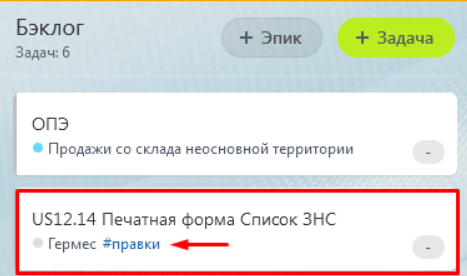 Бэклог
Задач: 6
+ Эпик
+ Задача
ОПЭ
Продажи со склада неосновной территории
-
US12.14 Печатная форма Список ЗНС
Гермес #правки
-